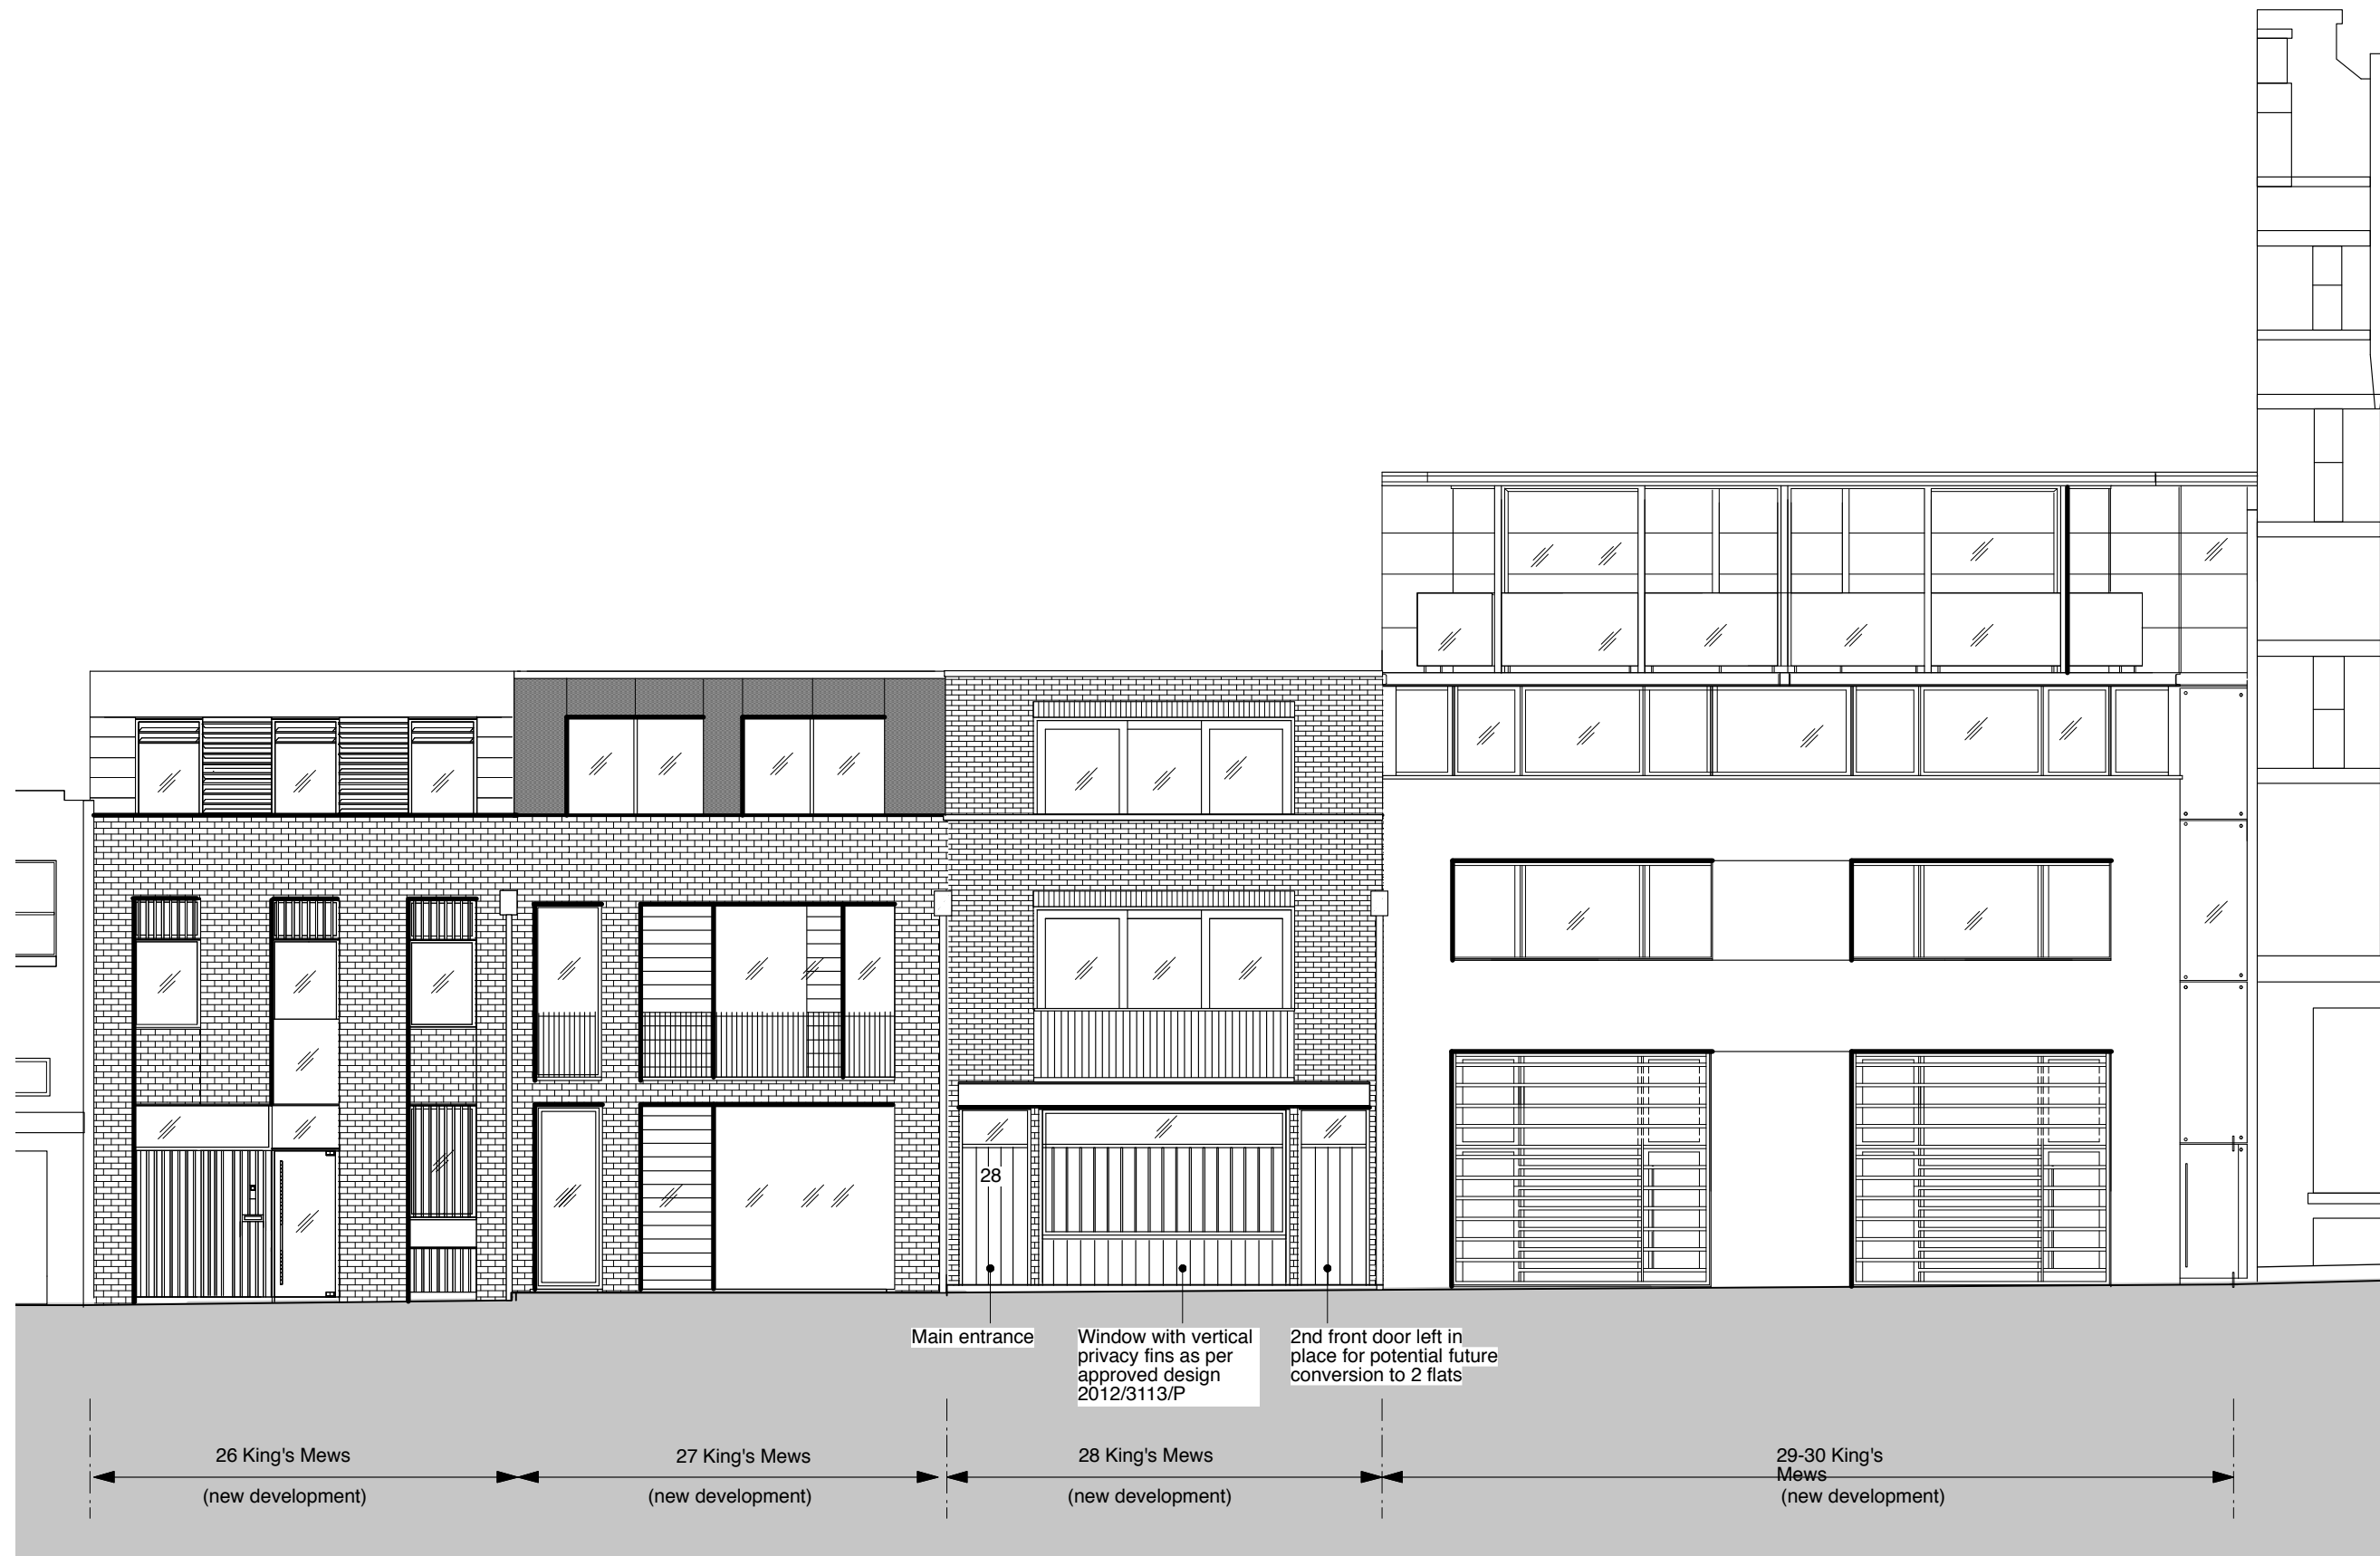 28
Main entrance
Window with vertical
privacy fins as per
approved design
2012/3113/P
2nd front door left in
place for potential future
conversion to 2 flats
26 King's Mews
(new development)
27 King's Mews
(new development)
28 King's Mews
(new development)
29-30 King's
Mews
(new development)